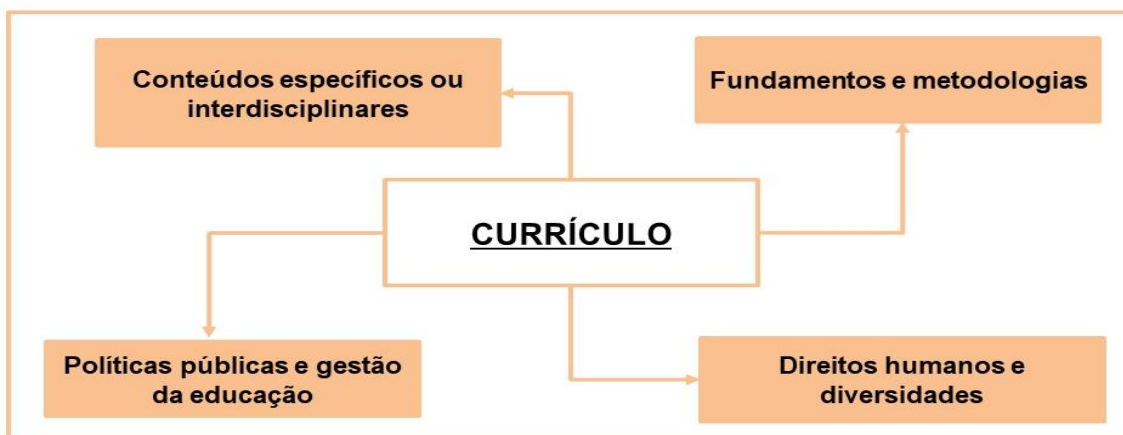 Conteúdos específicos ou
interdisciplinares
Fundamentos e metodologias
CURRÍCULO
Políticas públicas e gestão
da educação
Direitos humanos e
diversidades